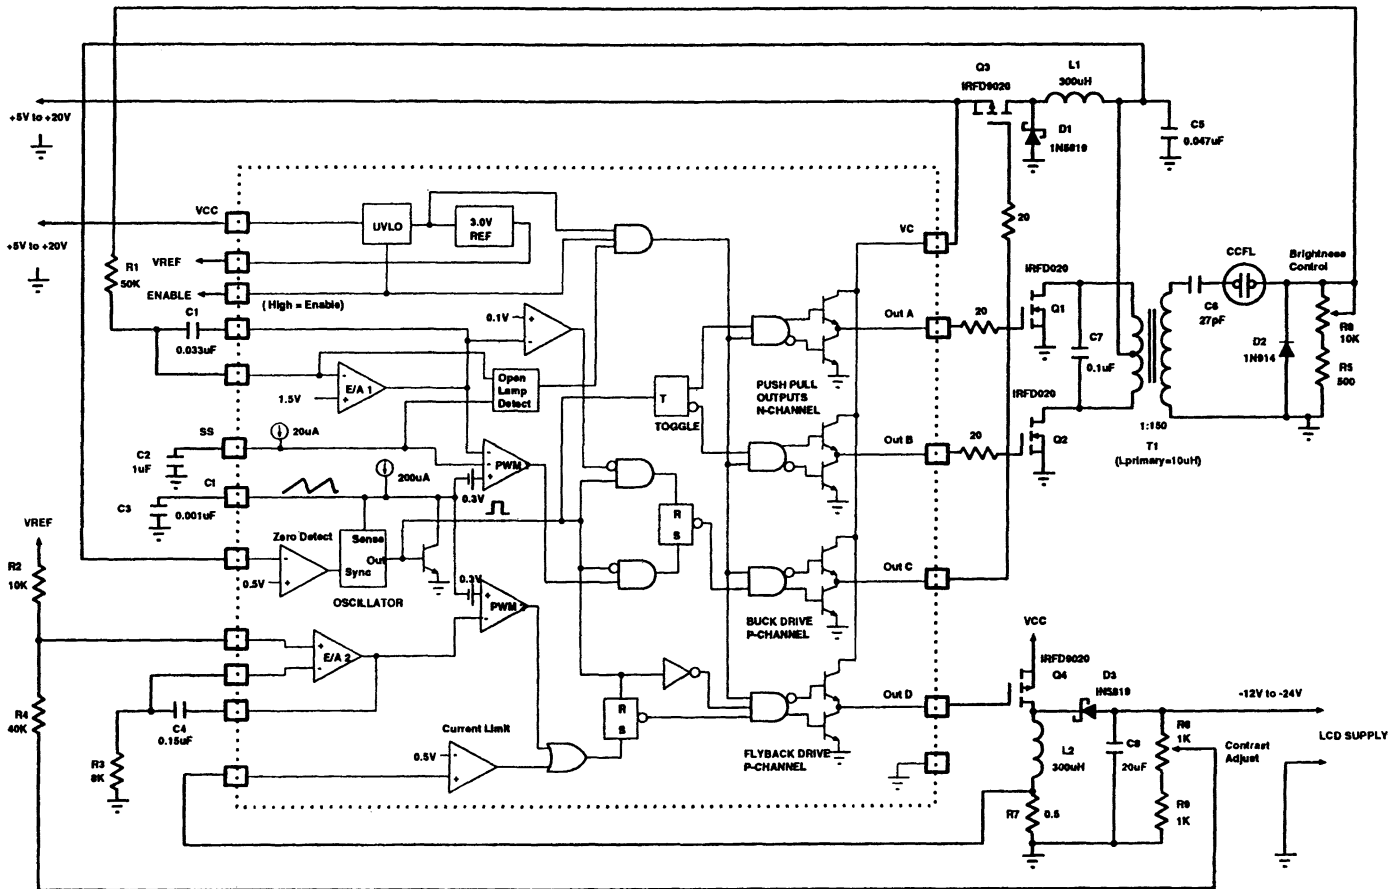 Q3
IRFD9020
L1
300uH
+5V to +20V
D1
1N5819
C5
0.047uF
20
VCC
UVLO
3.0V
REF
VC
+5V to +20V
VREF
R1
50K
ENABLE
( High = Enable)
C1
0.033uF
0.1V
Out A
20
IRFD020
Q1
C7
0.1uF
CCFL
C6
27pF
Brightness
Control
R8
10K
D2
1N914
R5
500
E/A 1
1.5V
Open
Lamp
Detect
T
TOGGLE
PUSH PULL
OUTPUTS
N-CHANNEL
IRFD020
SS
20uA
C2
1uF
PWM
Out B
20
Q2
1:150
T1
(Lprimary=10uH)
C1
200uA
0.3V
C3
0.001uF
VREF
R
S
Zero Detect
Sense
Out
Sync
0.5V
OSCILLATOR
R2
10K
0.3V
PWM 2
Out C
BUCK DRIVE
P-CHANNEL
VCC
E/A 2
IRFD9020
Q4
D3
IN5819
-12V to -24V
R4
40K
C4
0.15uF
R
S
Out D
R6
1K
LCD SUPPLY
Current Limit
0.5V
L2
300uH
C8
20uF
Contrast
Adjust
R3
8K
FLYBACK DRIVE
P-CHANNEL
R7
0.5
R9
1K